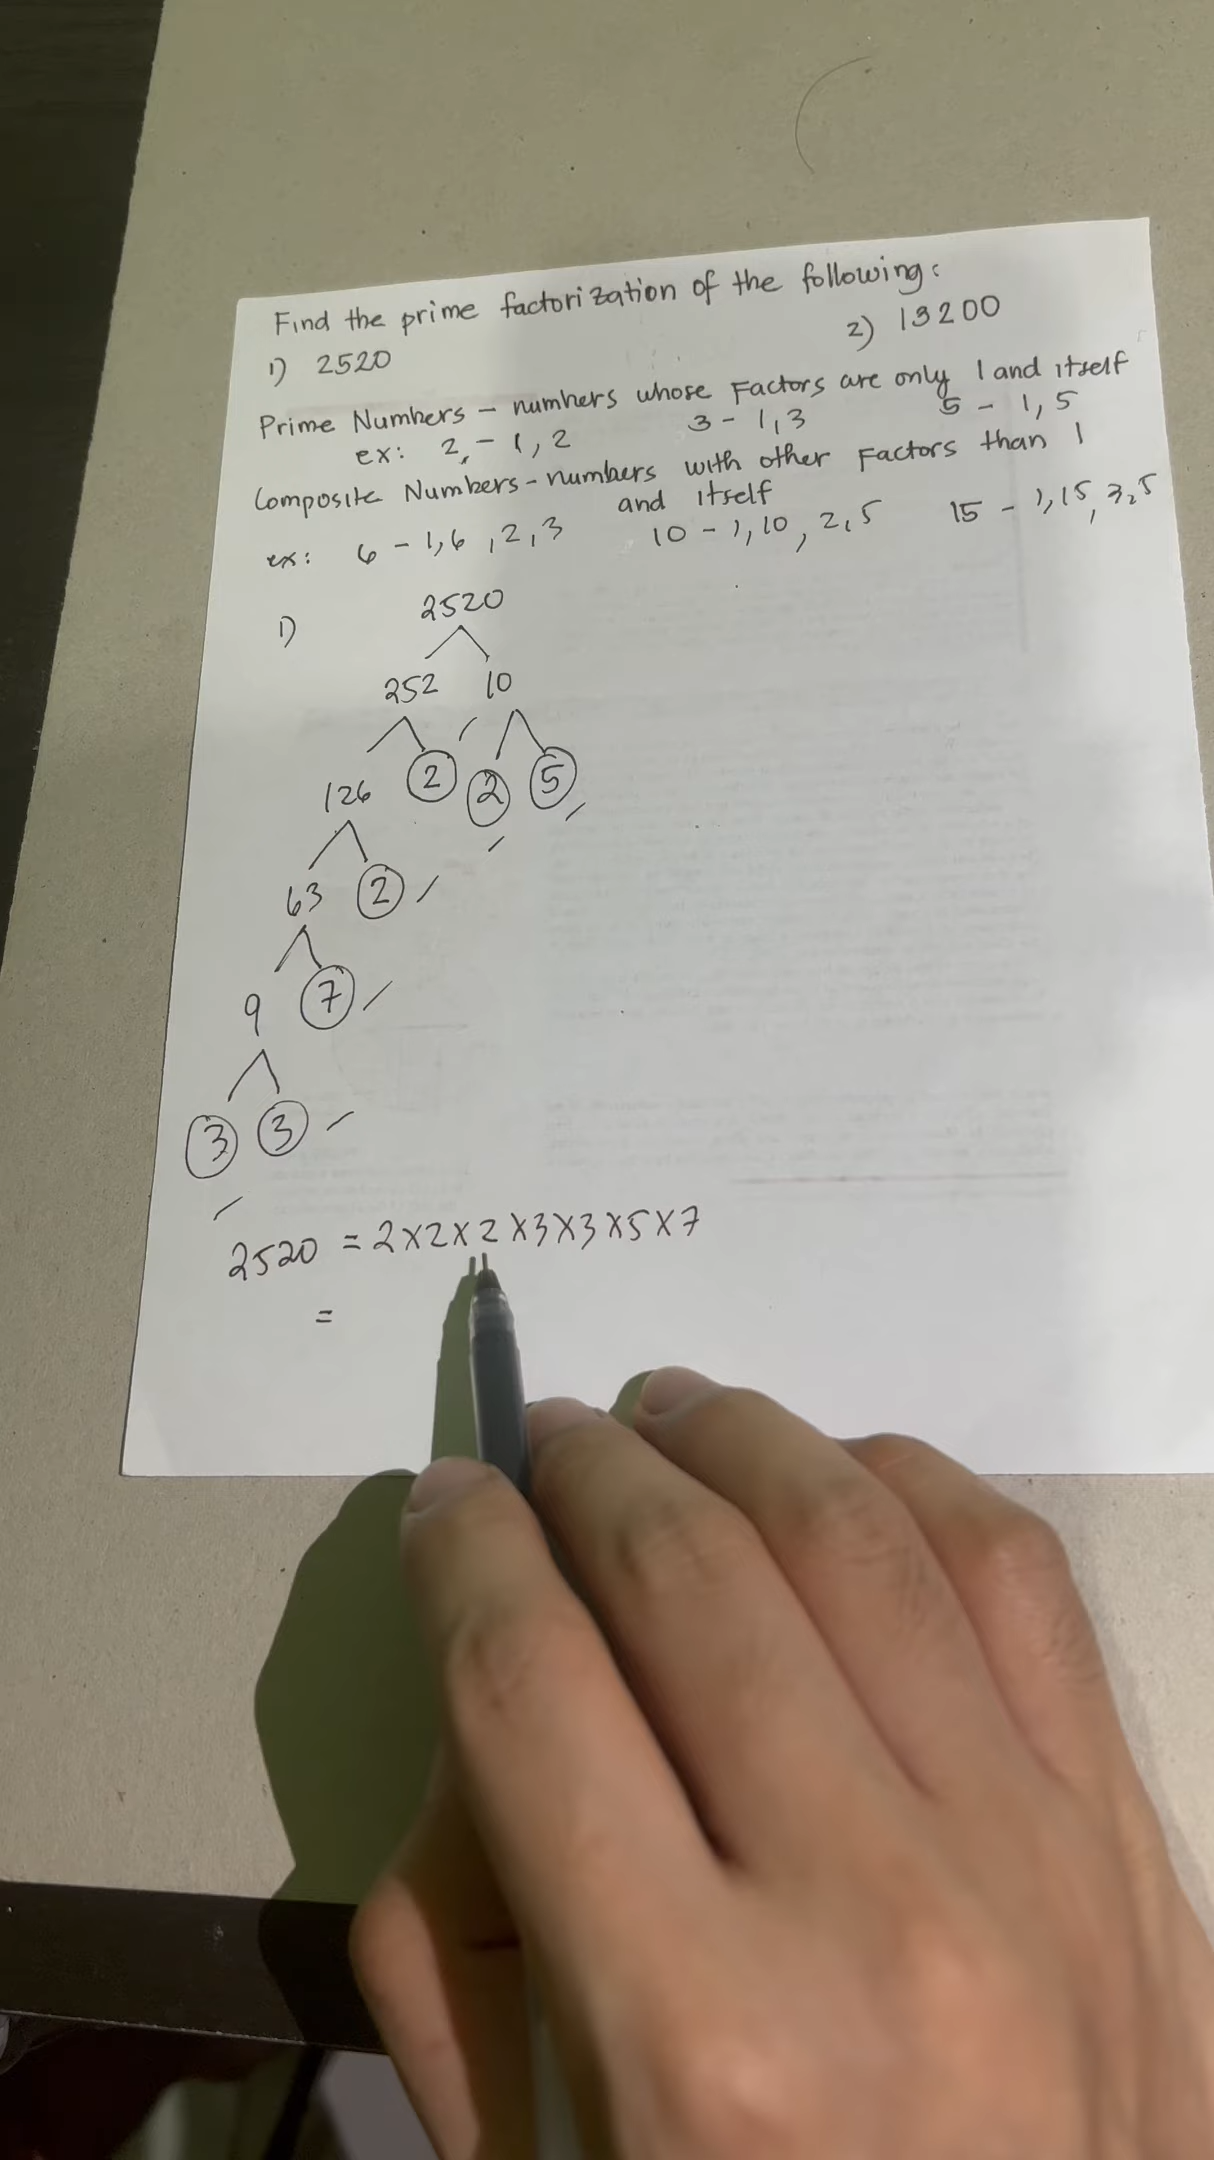 Find the prime factorization of the following:
1) 2520 2) 13200
Prime Numbers - numbers whose Factors are only 1 and itself
ex: 2 - 1, 2 3 - 1, 3 5 - 1, 5
Composite Numbers - numbers with other Factors than 1
and itself
ex: 6 - 1, 6, 2, 3 10 - 1, 10, 2, 5 15 - 1, 15, 3, 5
1) 2520
252 10
126 2 2 5
63 2
9 7
3 3
2520 = 2 x 2 x 2 x 3 x 3 x 5 x 7
=